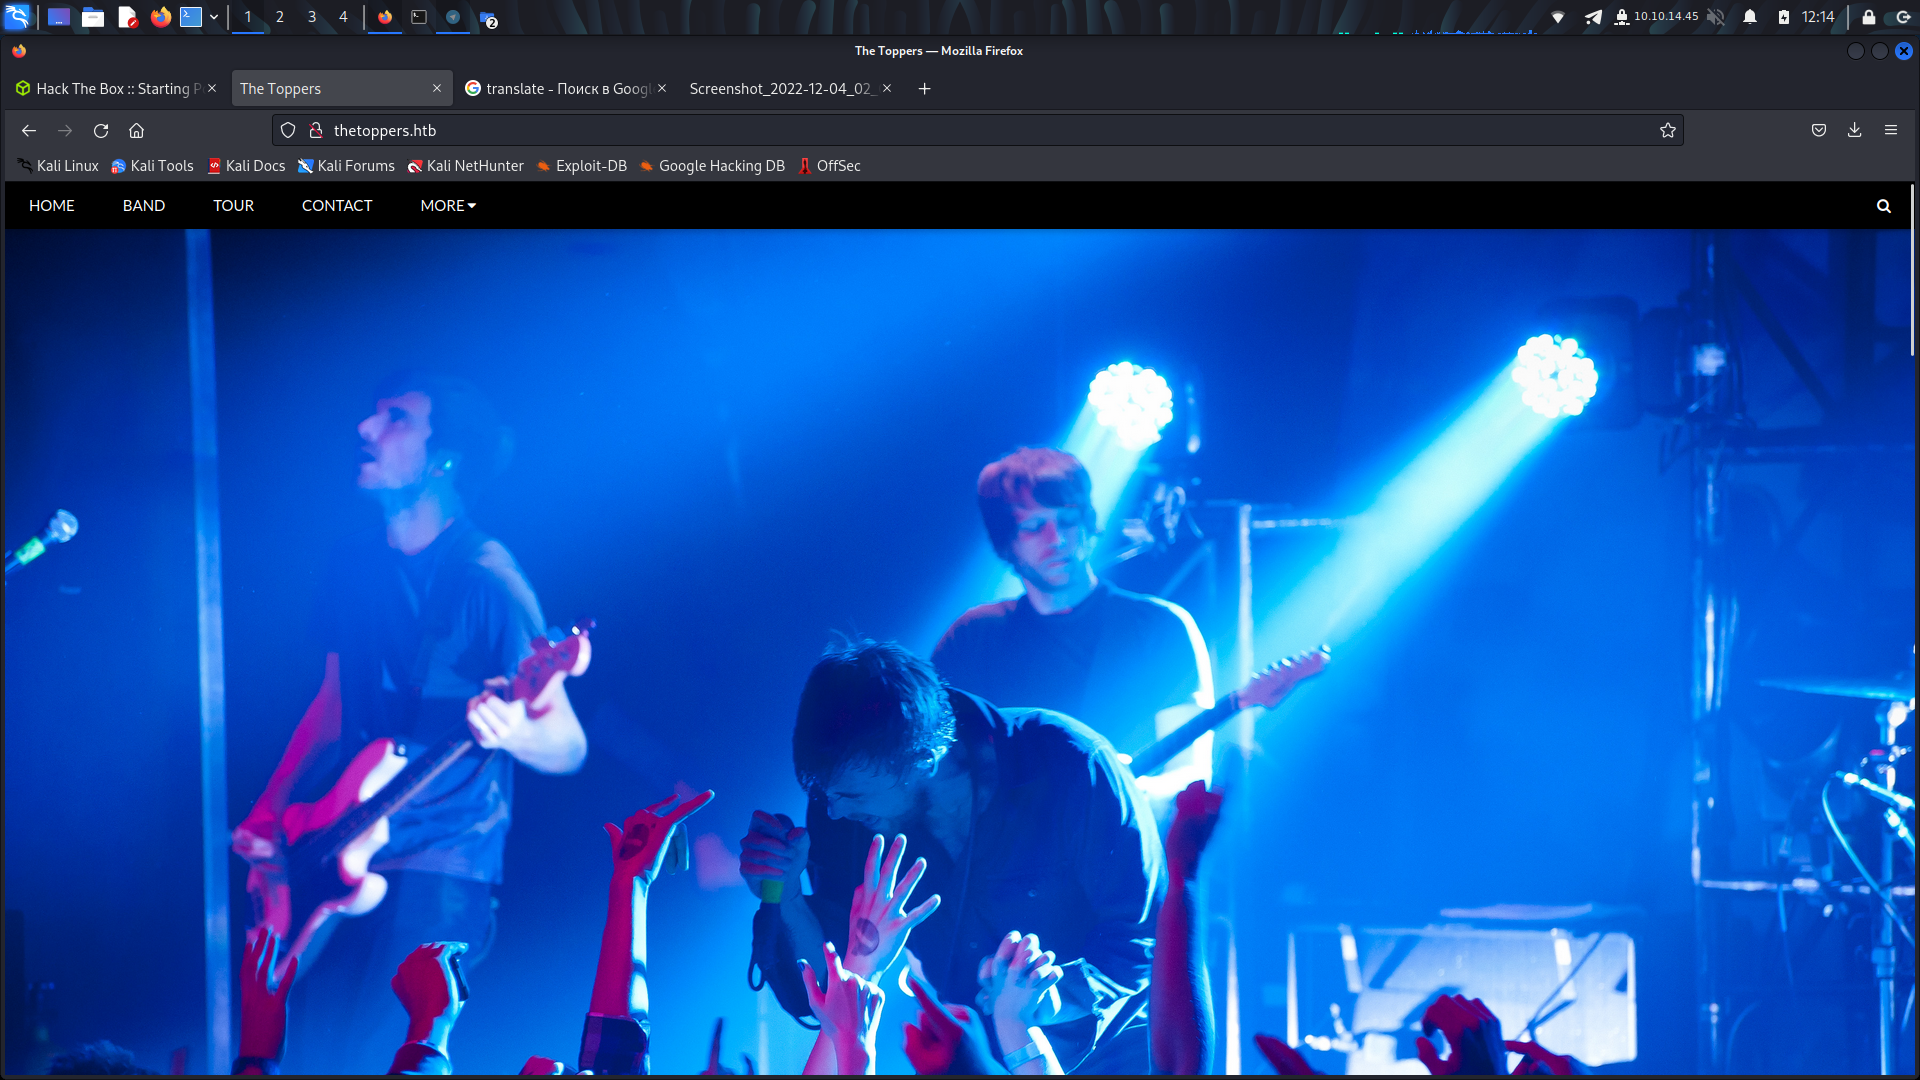 1 2 3 4 2 10.10.14.45 12:14
The Toppers — Mozilla Firefox
Hack The Box :: Starting P The Toppers translate - Поиск в Googl Screenshot_2022-12-04_02_
thetoppers.htb
Kali Linux Kali Tools Kali Docs Kali Forums Kali NetHunter Exploit-DB Google Hacking DB OffSec
HOME BAND TOUR CONTACT MORE